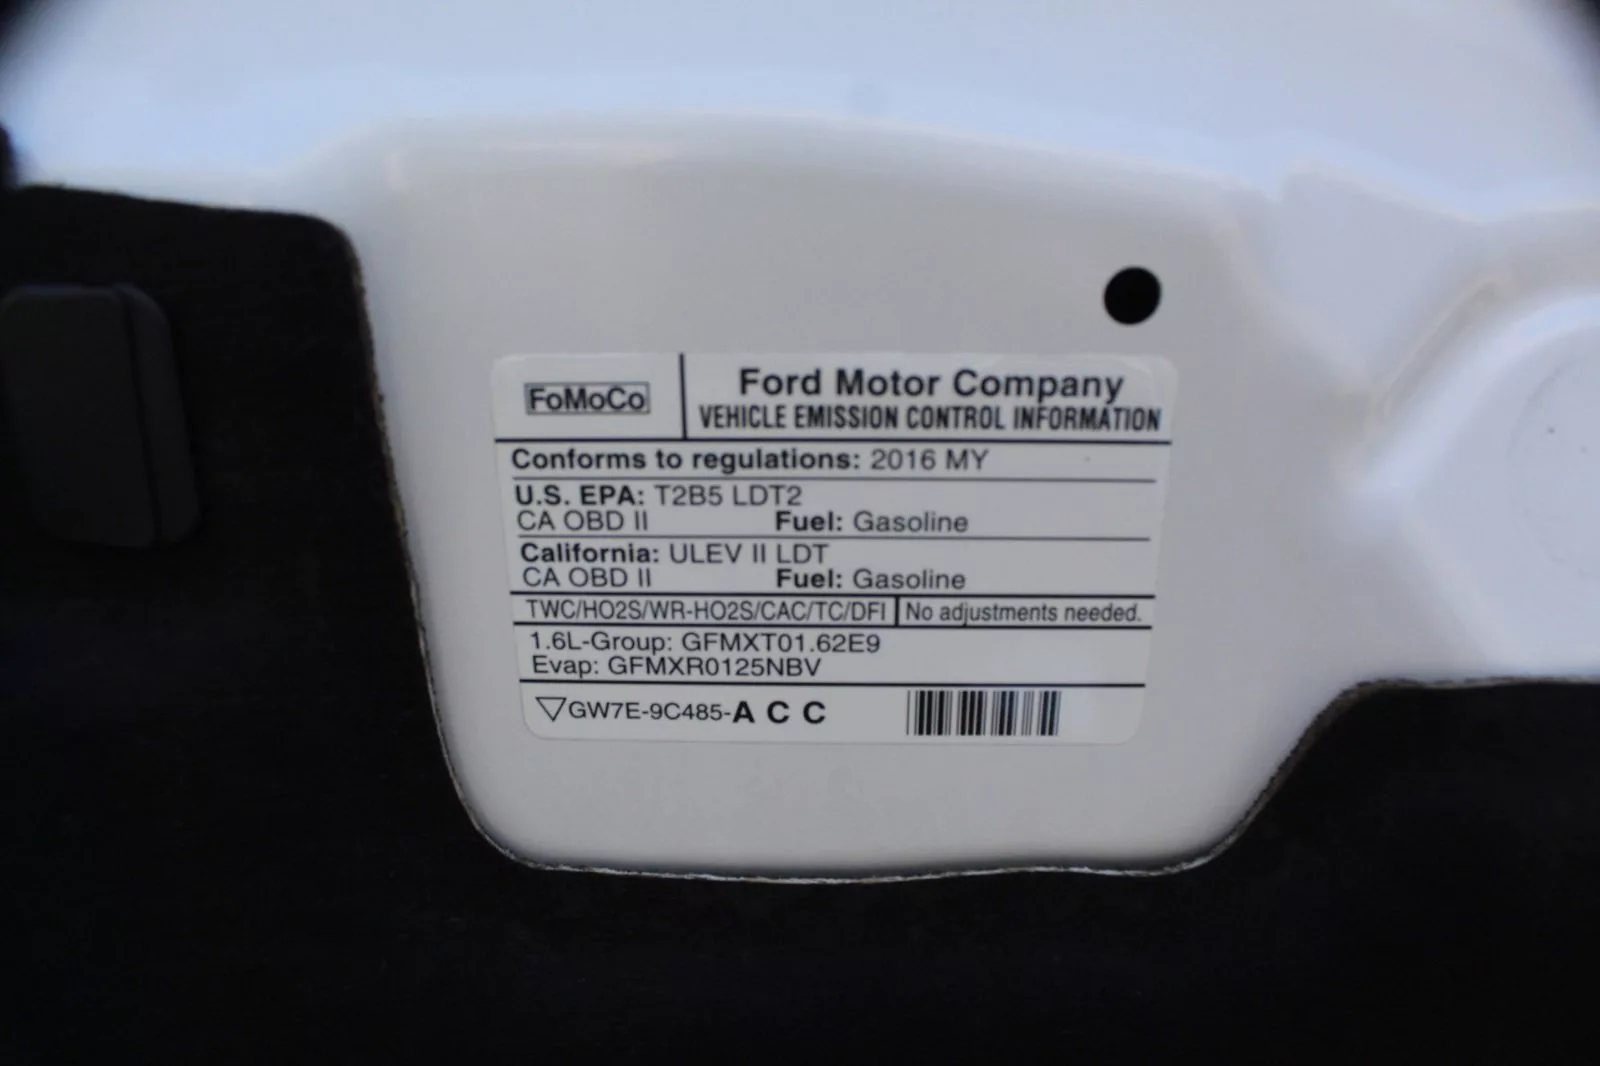 FoMoCo
Ford Motor Company
VEHICLE EMISSION CONTROL INFORMATION
Conforms to regulations: 2016 MY
U.S. EPA: T2B5 LDT2
CA OBD II Fuel: Gasoline
California: ULEV II LDT
CA OBD II Fuel: Gasoline
TWC/HO2S/WR-HO2S/CAC/TC/DFI No adjustments needed.
1.6L-Group: GFMXT01.62E9
Evap: GFMXR0125NBV
GW7E-9C485-A C C